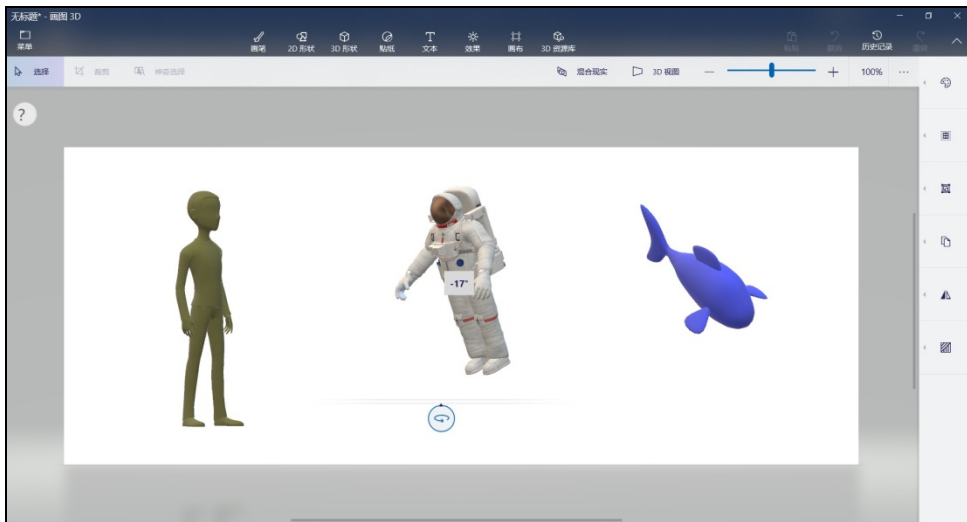 无标题* - 画图 3D
菜单
画笔
2D 形状
3D 形状
贴纸
文本
效果
画布
3D 资源库
粘贴
撤消
历史记录
重做
选择
裁剪
神奇选择
混合现实
3D 视图
100%
?
-17°